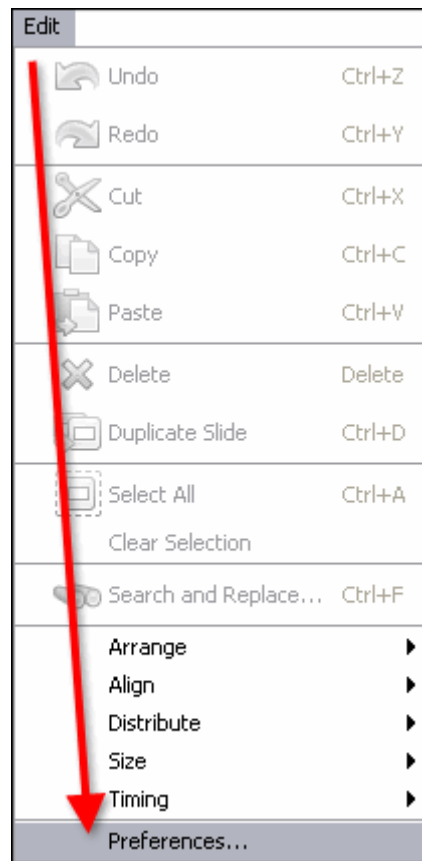 Edit
Undo Ctrl+Z
Redo Ctrl+Y
Cut Ctrl+X
Copy Ctrl+C
Paste Ctrl+V
Delete Delete
Duplicate Slide Ctrl+D
Select All Ctrl+A
Clear Selection
Search and Replace... Ctrl+F
Arrange
Align
Distribute
Size
Timing
Preferences...